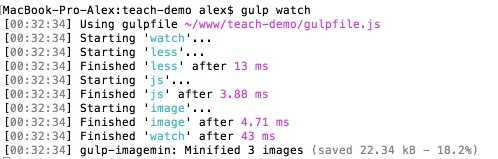 MacBook-Pro-Alex:teach-demo alex$ gulp watch
[00:32:34] Using gulpfile ~/www/teach-demo/gulpfile.js
[00:32:34] Starting 'watch'...
[00:32:34] Starting 'less'...
[00:32:34] Finished 'less' after 13 ms
[00:32:34] Starting 'js'...
[00:32:34] Finished 'js' after 3.88 ms
[00:32:34] Starting 'image'...
[00:32:34] Finished 'image' after 4.71 ms
[00:32:34] Finished 'watch' after 43 ms
[00:32:34] gulp-imagemin: Minified 3 images (saved 22.34 kB - 18.2%)